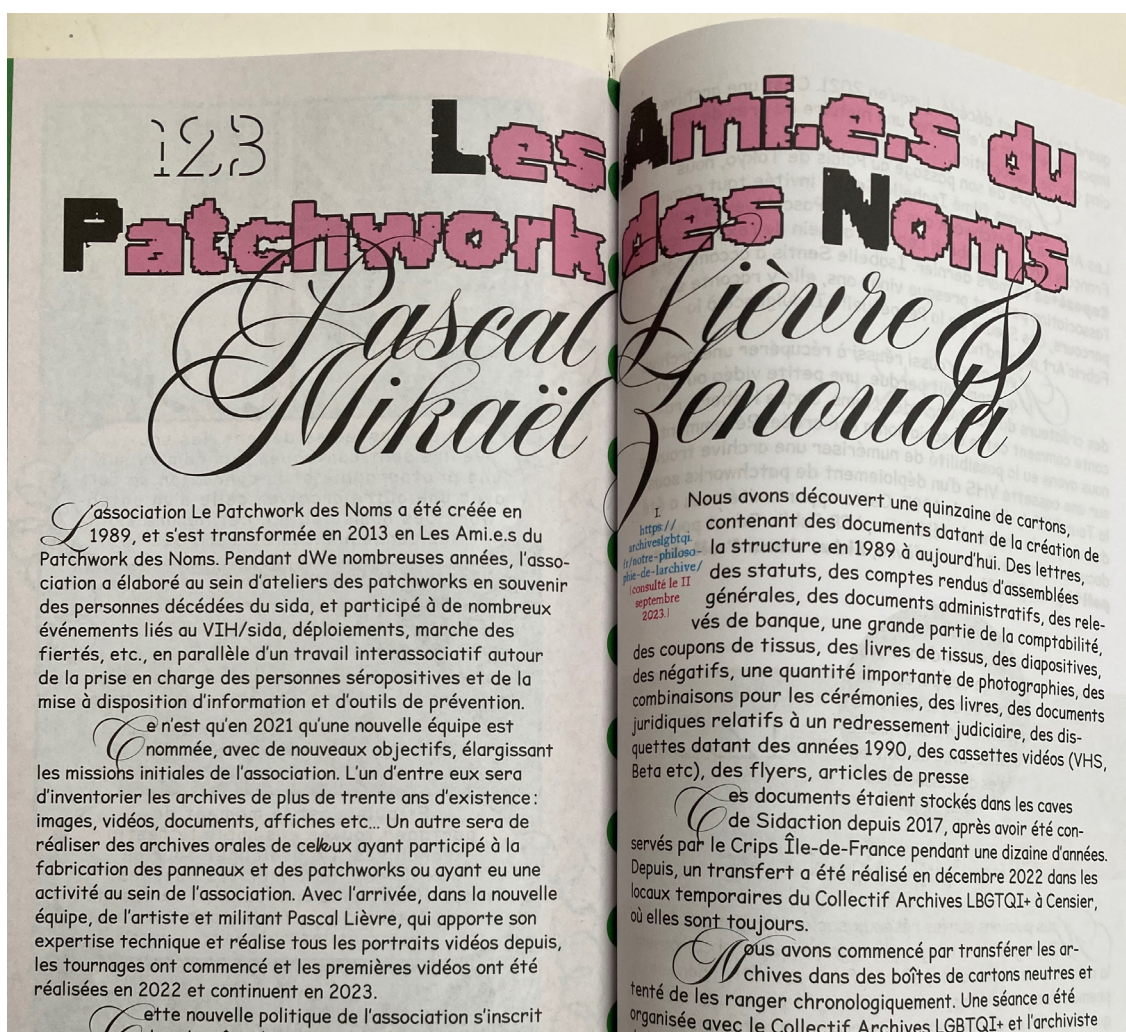 123
Les Ami.e.s du
Patchwork des Noms
Pascal Lièvre &
Mikaël Zenouda
L'association Le Patchwork des Noms a été créée en
1989, et s'est transformée en 2013 en Les Ami.e.s du
Patchwork des Noms. Pendant dWe nombreuses années, l'asso-
ciation a élaboré au sein d'ateliers des patchworks en souvenir
des personnes décédées du sida, et participé à de nombreux
événements liés au VIH/sida, déploiements, marche des
fiertés, etc., en parallèle d'un travail interassociatif autour
de la prise en charge des personnes séropositives et de la
mise à disposition d'information et d'outils de prévention.
Ce n'est qu'en 2021 qu'une nouvelle équipe est
nommée, avec de nouveaux objectifs, élargissant
les missions initiales de l'association. L'un d'entre eux sera
d'inventorier les archives de plus de trente ans d'existence :
images, vidéos, documents, affiches etc... Un autre sera de
réaliser des archives orales de celleux ayant participé à la
fabrication des panneaux et des patchworks ou ayant eu une
activité au sein de l'association. Avec l'arrivée, dans la nouvelle
équipe, de l'artiste et militant Pascal Lièvre, qui apporte son
expertise technique et réalise tous les portraits vidéos depuis,
les tournages ont commencé et les premières vidéos ont été
réalisées en 2022 et continuent en 2023.
Cette nouvelle politique de l'association s'inscrit
1.
https://
archiveslgbtqi.
fr/notre-philoso-
phie-de-larchive/
[consulté le 11
septembre
2023.]
Nous avons découvert une quinzaine de cartons,
contenant des documents datant de la création de
la structure en 1989 à aujourd'hui. Des lettres,
des statuts, des comptes rendus d'assemblées
générales, des documents administratifs, des rele-
vés de banque, une grande partie de la comptabilité,
des coupons de tissus, des livres de tissus, des diapositives,
des négatifs, une quantité importante de photographies, des
combinaisons pour les cérémonies, des livres, des documents
juridiques relatifs à un redressement judiciaire, des dis-
quettes datant des années 1990, des cassettes vidéos (VHS,
Beta etc), des flyers, articles de presse
Ces documents étaient stockés dans les caves
de Sidaction depuis 2017, après avoir été con-
servés par le Crips Île-de-France pendant une dizaine d'années.
Depuis, un transfert a été réalisé en décembre 2022 dans les
locaux temporaires du Collectif Archives LBGTQI+ à Censier,
où elles sont toujours.
Nous avons commencé par transférer les ar-
chives dans des boîtes de cartons neutres et
tenté de les ranger chronologiquement. Une séance a été
organisée avec le Collectif Archives LGBTQI+ et l'archiviste